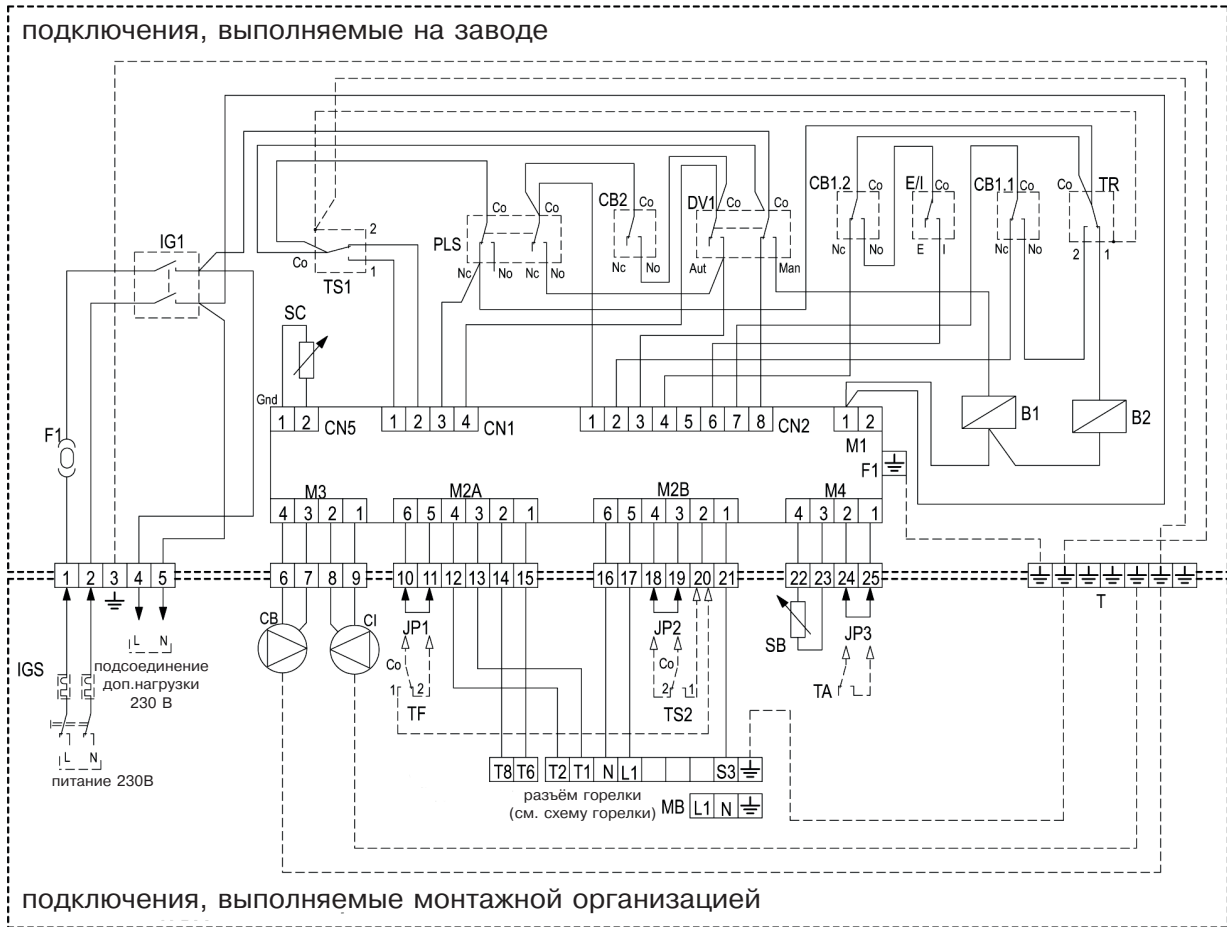 подключения, выполняемые на заводе
IG1
Co
2
1
TS1
PLS
Co
Co
Nc
No
Nc
No
CB2
Co
Nc
No
DV1
Co
Co
Aut
Man
CB1.2
Co
Nc
No
E/I
Co
E
I
CB1.1
Co
Nc
No
Co
TR
2
1
SC
Gnd
F1
1 2 CN5
1 2 3 4 CN1
1 2 3 4 5 6 7 8 CN2
1 2
M1
B1
B2
F1
M3
M2A
M2B
M4
4 3 2 1
6 5 4 3 2 1
6 5 4 3 2 1
4 3 2 1
1 2 3 4 5
6 7 8 9
10 11 12 13 14 15
16 17 18 19 20 21
22 23 24 25
T
CB
CI
JP1
JP2
JP3
SB
Co
1 2
TF
Co
2 1
TS2
TA
IGS
L N
подсоединение
доп.нагрузки
230 В
L N
питание 230В
T8 T6
T2 T1 N L1 S3
разъём горелки
(см. схему горелки)
MB L1 N
подключения, выполняемые монтажной организацией